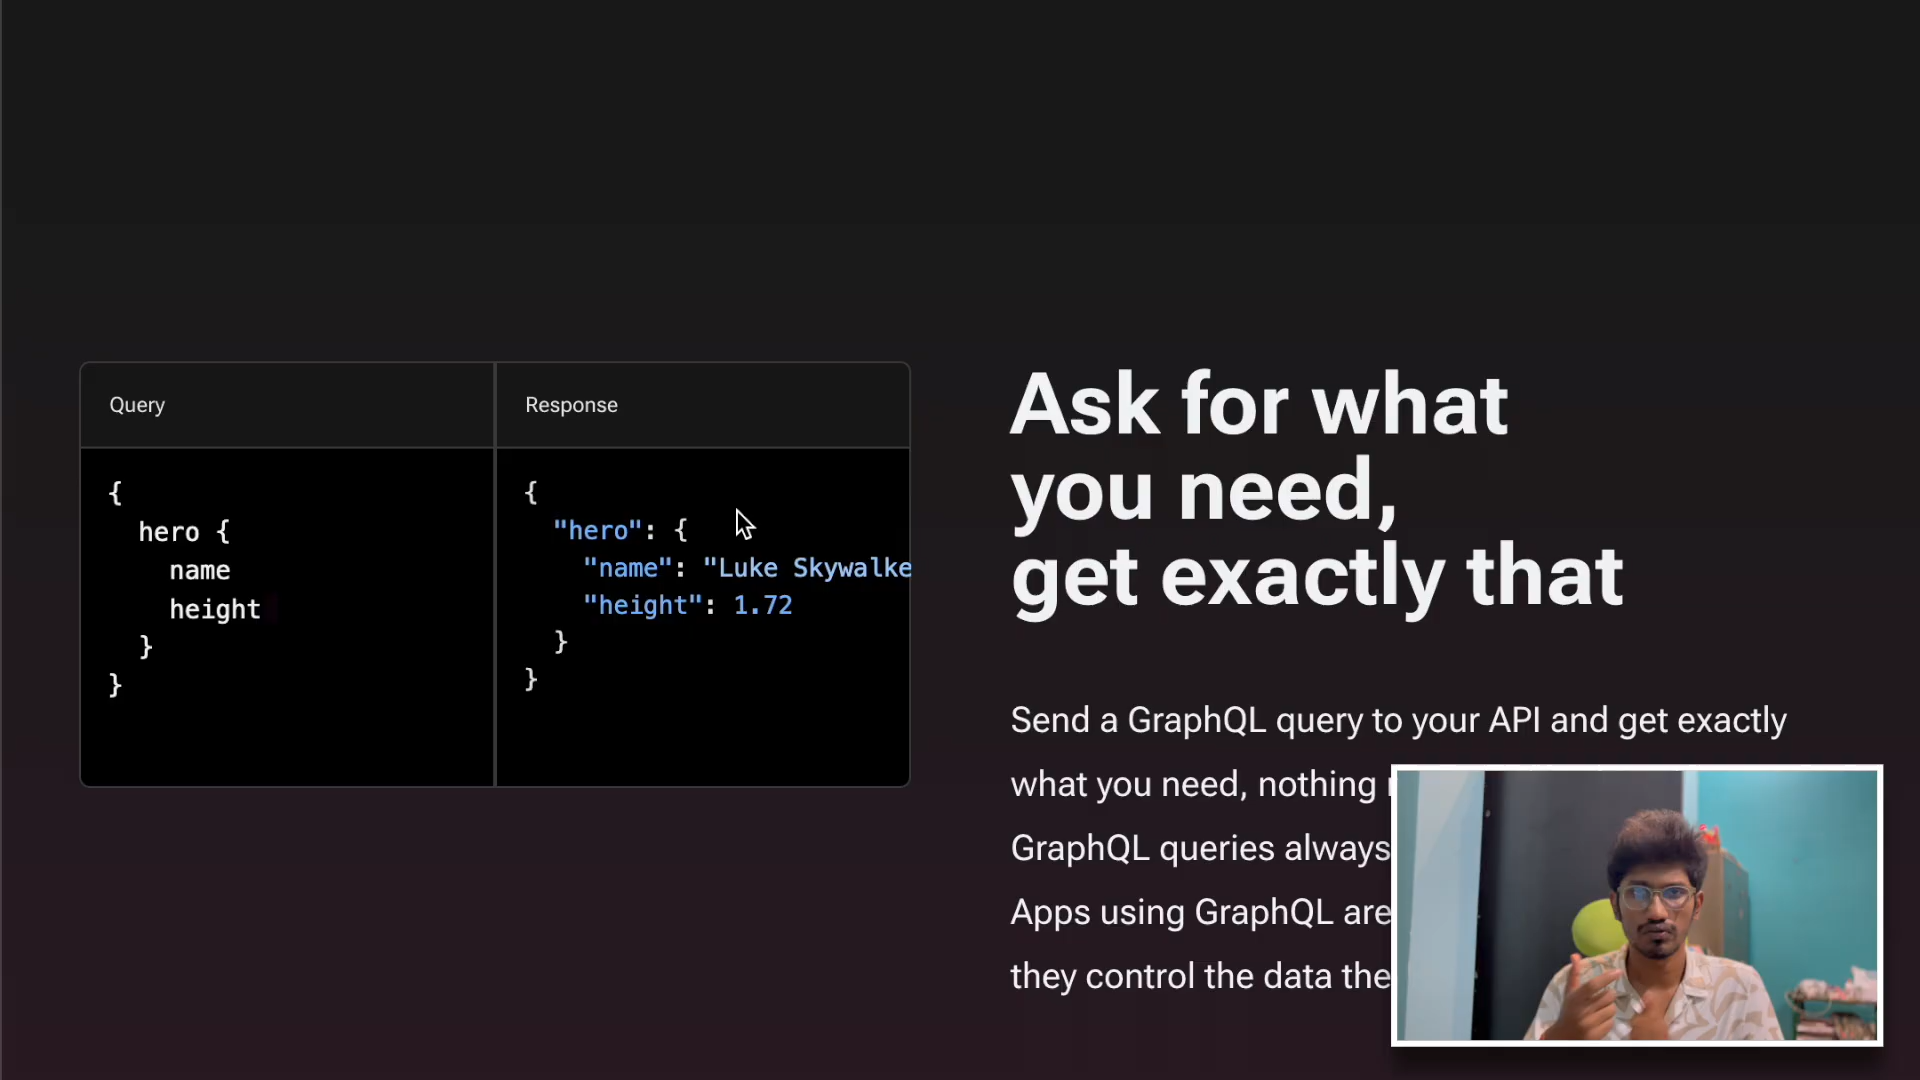 Query
{
hero {
name
height
}
}
Response
{
"hero": {
"name": "Luke Skywalke
"height": 1.72
}
}
Ask for what
you need,
get exactly that
Send a GraphQL query to your API and get exactly
what you need, nothing
GraphQL queries always
Apps using GraphQL are
they control the data the